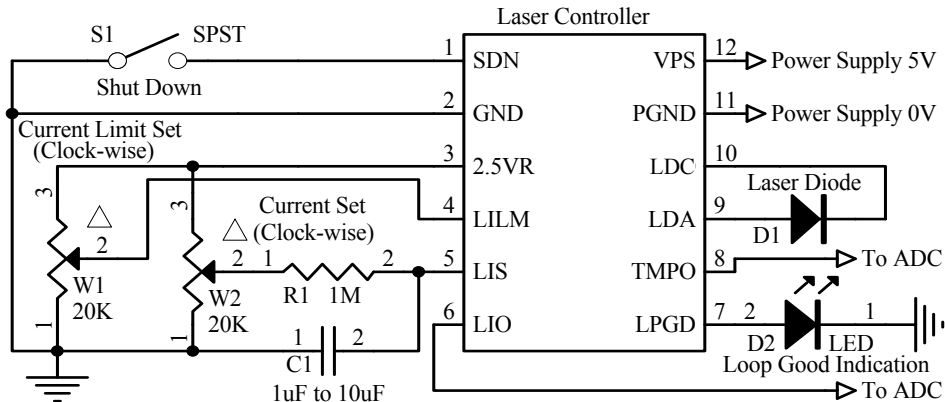 Laser Controller
S1 SPST
Shut Down
1 SDN VPS 12 Power Supply 5V
2 GND PGND 11 Power Supply 0V
Current Limit Set
(Clock-wise)
3 2.5VR LDC 10
Laser Diode
4 LILM LDA 9
D1
3
△
2
W1
20K
1
3
Current Set
△ (Clock-wise)
2
W2
20K
1
1 2
R1 1M
5 LIS TMPO 8 To ADC
6 LIO LPGD 7 2 1
D2 LED
Loop Good Indication
1 2
C1
1uF to 10uF
To ADC